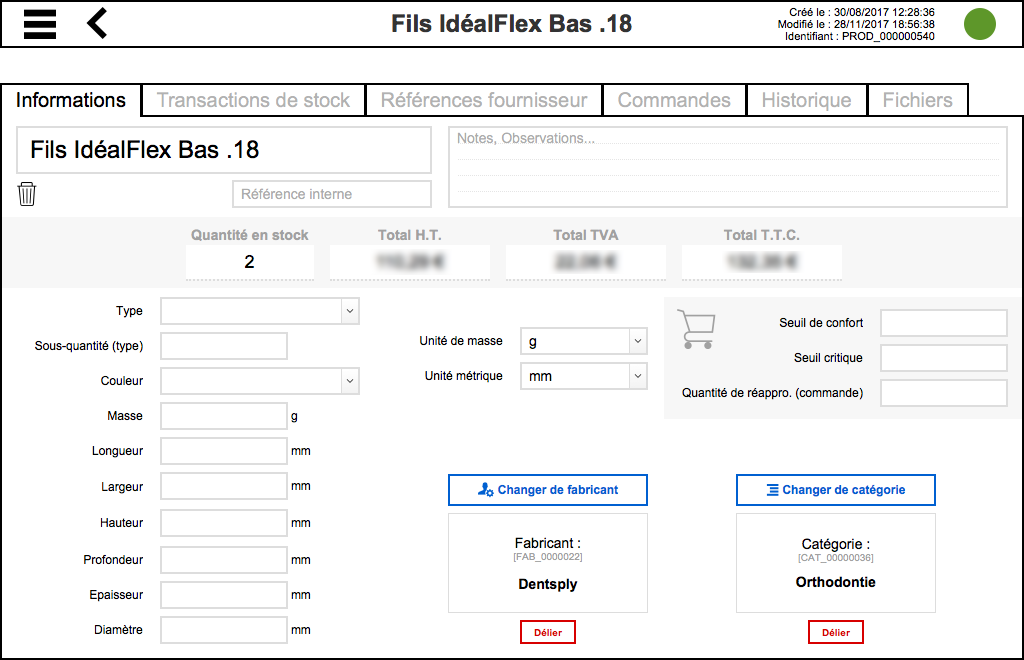 Fils IdéalFlex Bas .18
Créé le : 30/08/2017 12:28:36
Modifié le : 28/11/2017 18:56:38
Identifiant : PROD_000000540
Informations
Transactions de stock
Références fournisseur
Commandes
Historique
Fichiers
Fils IdéalFlex Bas .18
Notes, Observations...
Référence interne
Quantité en stock
2
Total H.T.
Total TVA
Total T.T.C.
Type
Sous-quantité (type)
Couleur
Masse
g
Longueur
mm
Largeur
mm
Hauteur
mm
Profondeur
mm
Epaisseur
mm
Diamètre
mm
Unité de masse
g
Unité métrique
mm
Seuil de confort
Seuil critique
Quantité de réappro. (commande)
Changer de fabricant
Fabricant :
[FAB_0000022]
Dentsply
Délier
Changer de catégorie
Catégorie :
[CAT_00000036]
Orthodontie
Délier